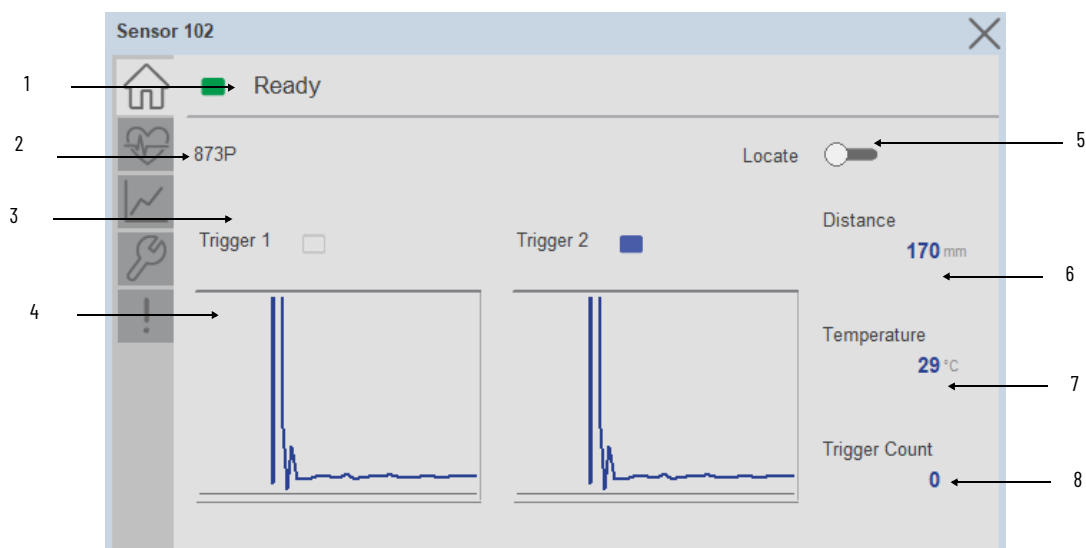 Sensor 102
1
Ready
2
873P
Locate
5
3
Trigger 1
Trigger 2
Distance
170 mm
6
4
Temperature
29 °C
7
Trigger Count
0
8